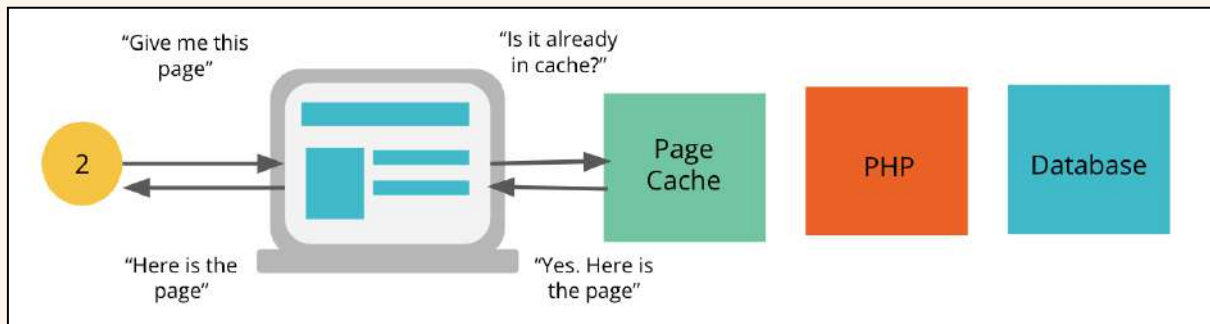 “Give me this
page”
“Is it already
in cache?”
2
Page
Cache
PHP
Database
“Here is the
page”
“Yes. Here is
the page”